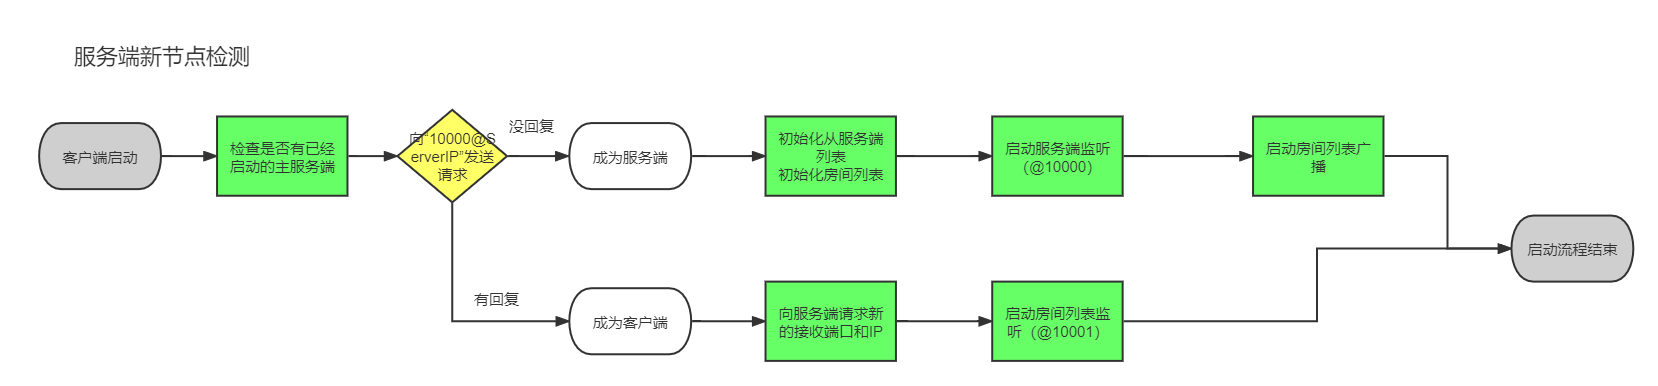 服务端新节点检测
客户端启动
检查是否有已经
启动的主服务端
向“10000@S
erverIP”发送
请求
没回复
成为服务端
初始化从服务端
列表
初始化房间列表
启动服务端监听
（@10000）
启动房间列表广
播
启动流程结束
有回复
成为客户端
向服务端请求新
的接收端口和IP
启动房间列表监
听（@10001）